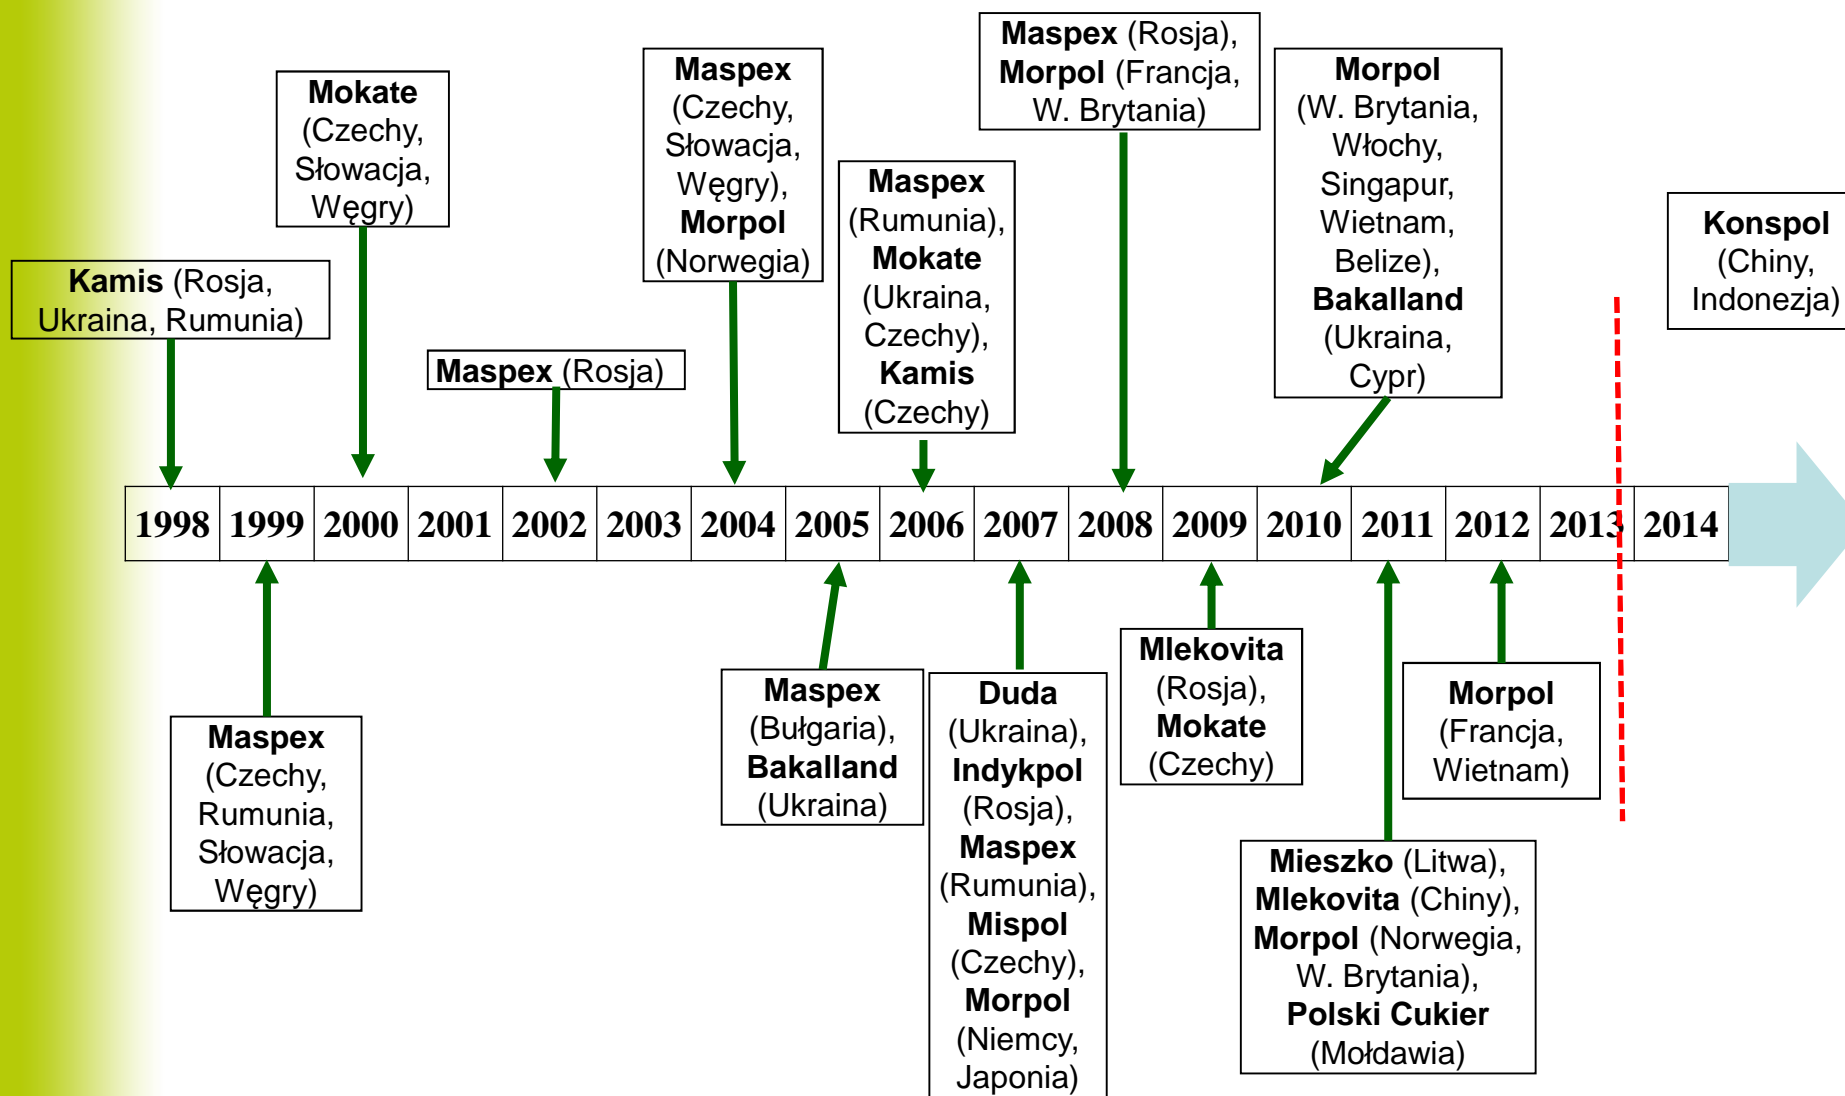 Kamis (Rosja,
Ukraina, Rumunia)
Mokate
(Czechy,
Słowacja,
Węgry)
Maspex (Rosja)
Maspex
(Czechy,
Słowacja,
Węgry),
Morpol
(Norwegia)
Maspex
(Rumunia),
Mokate
(Ukraina,
Czechy),
Kamis
(Czechy)
Maspex (Rosja),
Morpol (Francja,
W. Brytania)
Morpol
(W. Brytania,
Włochy,
Singapur,
Wietnam,
Belize),
Bakalland
(Ukraina,
Cypr)
Konspol
(Chiny,
Indonezja)
1998 1999 2000 2001 2002 2003 2004 2005 2006 2007 2008 2009 2010 2011 2012 2013 2014
Maspex
(Czechy,
Rumunia,
Słowacja,
Węgry)
Maspex
(Bułgaria),
Bakalland
(Ukraina)
Duda
(Ukraina),
Indykpol
(Rosja),
Maspex
(Rumunia),
Mispol
(Czechy),
Morpol
(Niemcy,
Japonia)
Mlekovita
(Rosja),
Mokate
(Czechy)
Mieszko (Litwa),
Mlekovita (Chiny),
Morpol (Norwegia,
W. Brytania),
Polski Cukier
(Mołdawia)
Morpol
(Francja,
Wietnam)